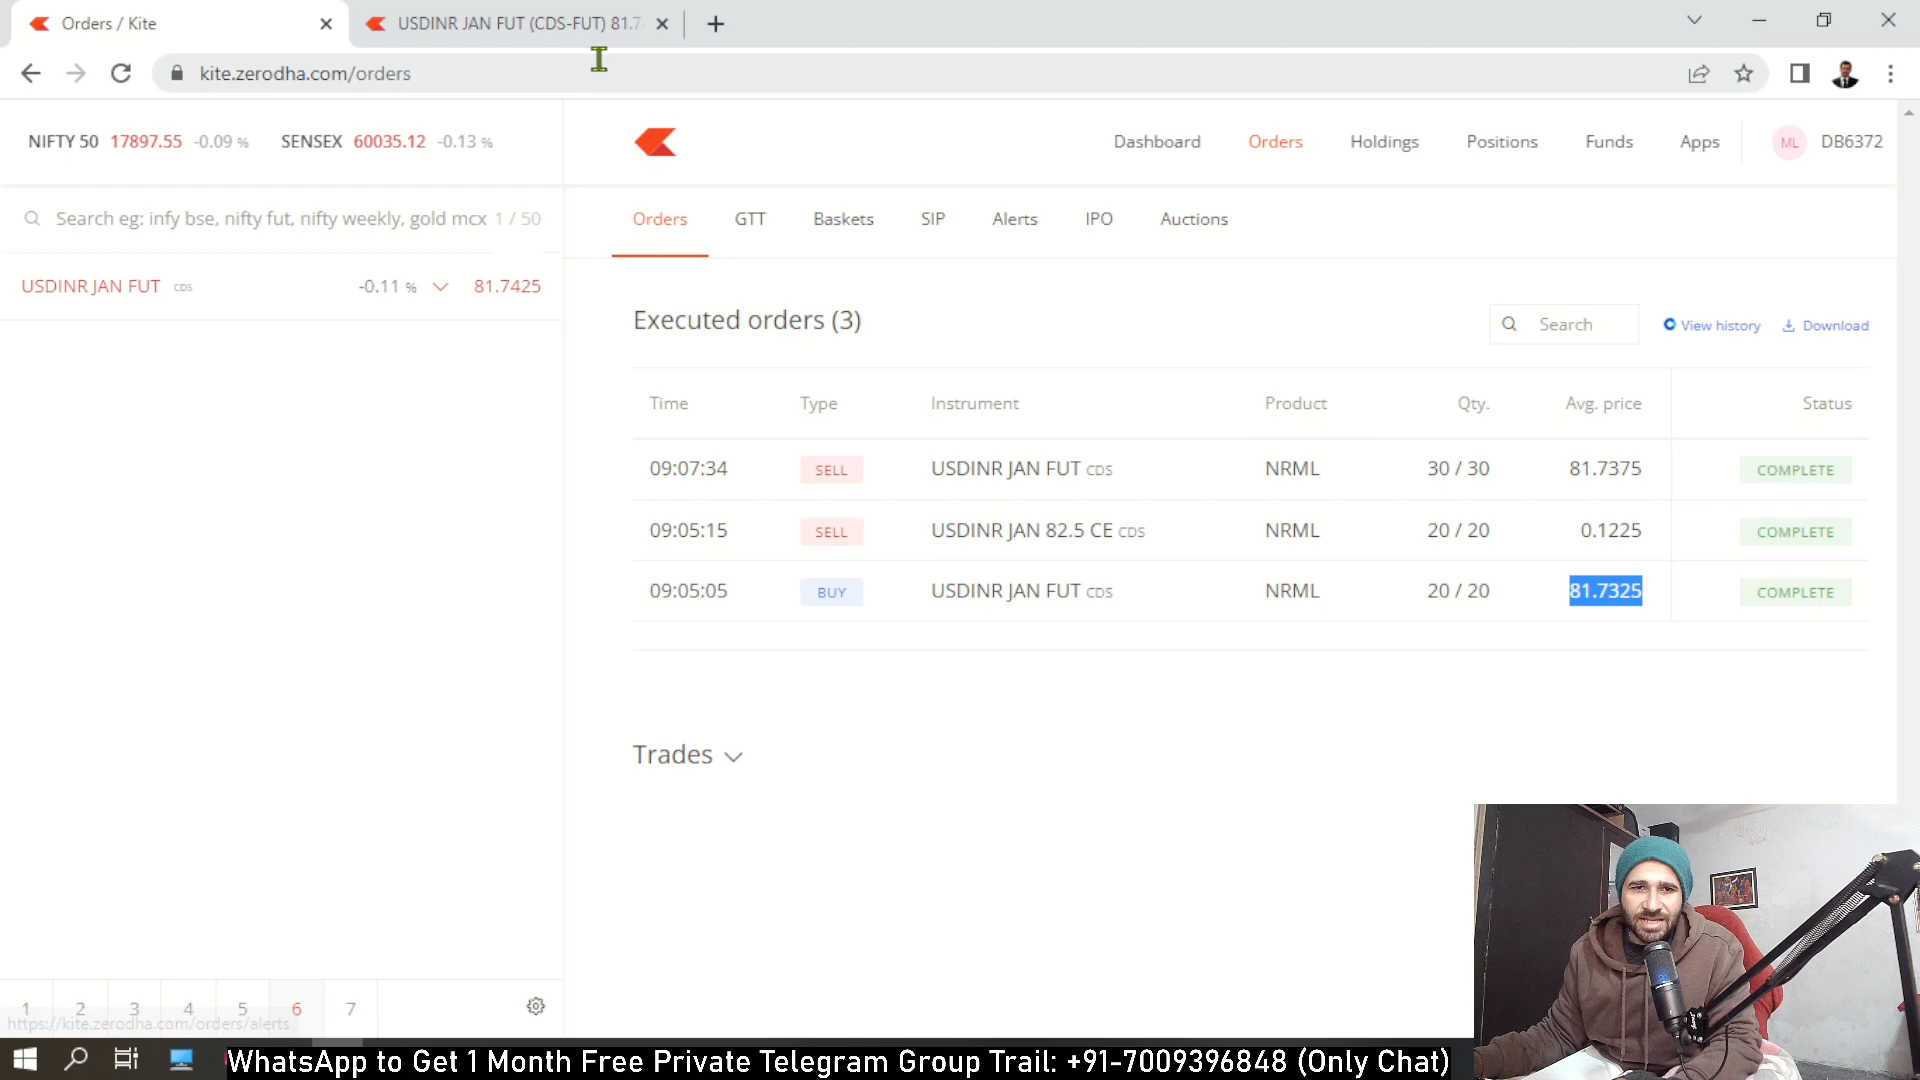 Orders / Kite
USDINR JAN FUT (CDS-FUT) 81.7
kite.zerodha.com/orders
NIFTY 50 17897.55 -0.09 % SENSEX 60035.12 -0.13 %
Dashboard Orders Holdings Positions Funds Apps ML DB6372
Search eg: infy bse, nifty fut, nifty weekly, gold mcx 1 / 50
Orders GTT Baskets SIP Alerts IPO Auctions
USDINR JAN FUT CDS -0.11 % 81.7425
Executed orders (3)
Search View history Download
Time Type Instrument Product Qty. Avg. price Status
09:07:34 SELL USDINR JAN FUT CDS NRML 30 / 30 81.7375 COMPLETE
09:05:15 SELL USDINR JAN 82.5 CE CDS NRML 20 / 20 0.1225 COMPLETE
09:05:05 BUY USDINR JAN FUT CDS NRML 20 / 20 81.7325 COMPLETE
Trades
1 2 3 4 5 6 7
https://kite.zerodha.com/orders/alerts
WhatsApp to Get 1 Month Free Private Telegram Group Trail: +91-7009396848 (Only Chat)